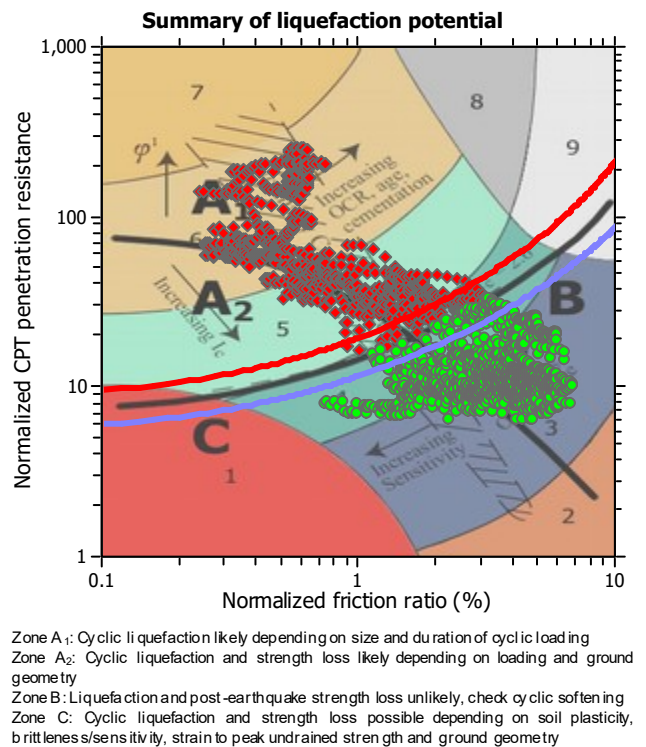 Summary of liquefaction potential
1,000
7
8
φ'
9
Increasing
OCR, age,
cementation
A1
100
6
A2
B
Increasing Ic
5
Normalized CPT penetration resistance
10
C
3
Increasing
Sensitivity
1
2
1
0.1
1
10
Normalized friction ratio (%)
Zone A1: Cyclic liquefaction likely depending on size and duration of cyclic loading
Zone A2: Cyclic liquefaction and strength loss likely depending on loading and ground
geometry
Zone B: Liquefaction and post-earthquake strength loss unlikely, check cyclic softening
Zone C: Cyclic liquefaction and strength loss possible depending on soil plasticity,
brittleness/sensitivity, strain to peak undrained strength and ground geometry